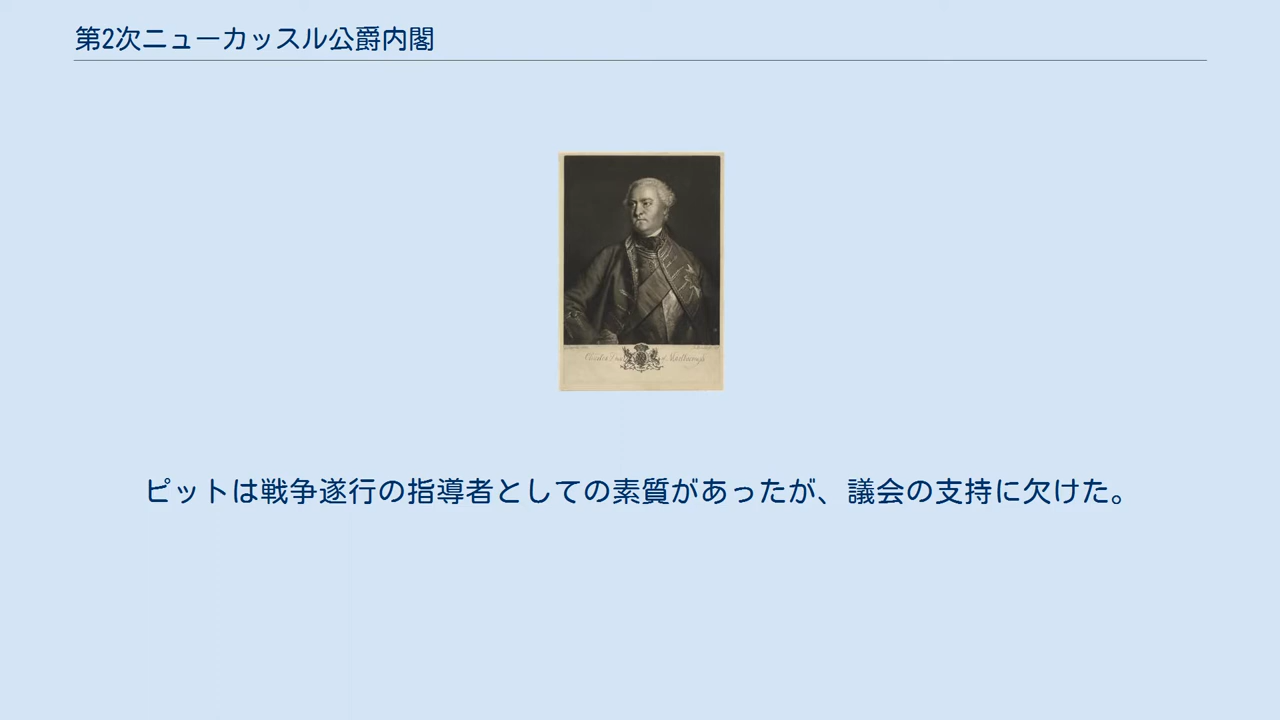 第2次ニューカッスル公爵内閣
Marlborough
ピットは戦争遂行の指導者としての素質があったが、議会の支持に欠けた。